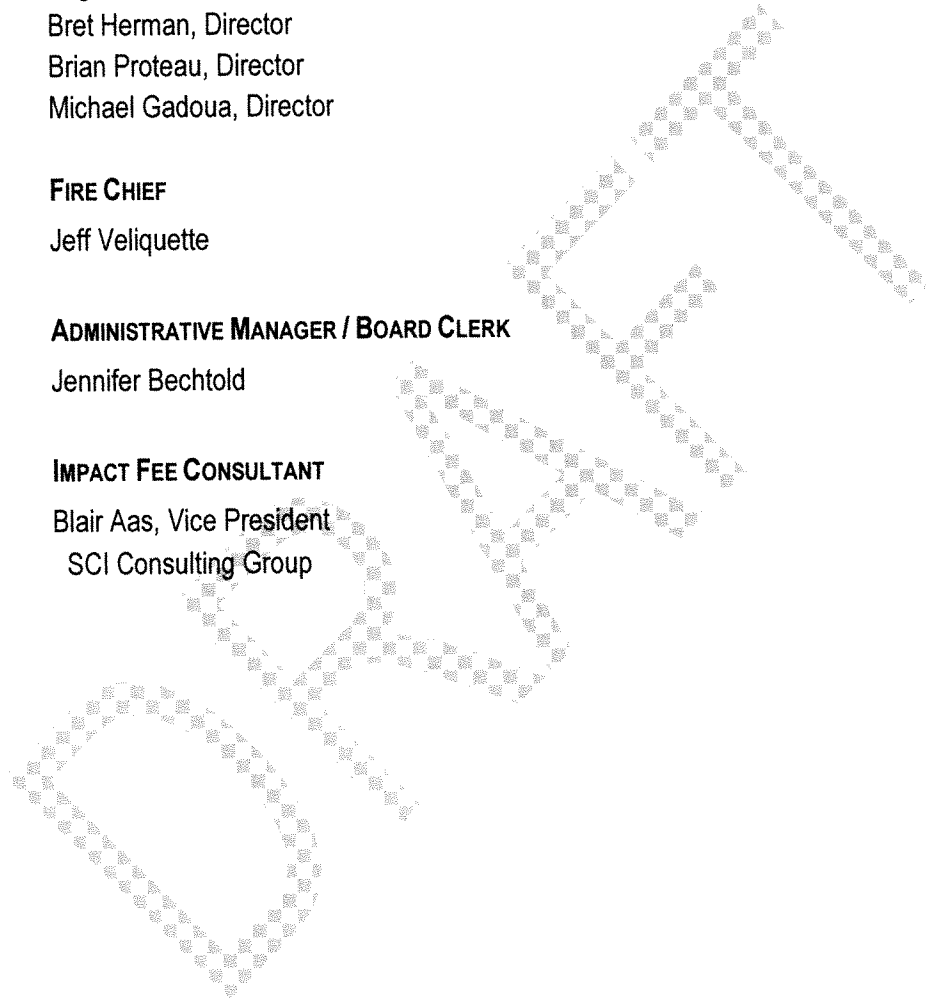 Bret Herman, Director
Brian Proteau, Director
Michael Gadoua, Director
FIRE CHIEF
Jeff Veliquette
ADMINISTRATIVE MANAGER / BOARD CLERK
Jennifer Bechtold
IMPACT FEE CONSULTANT
Blair Aas, Vice President
SCI Consulting Group
DRAFT